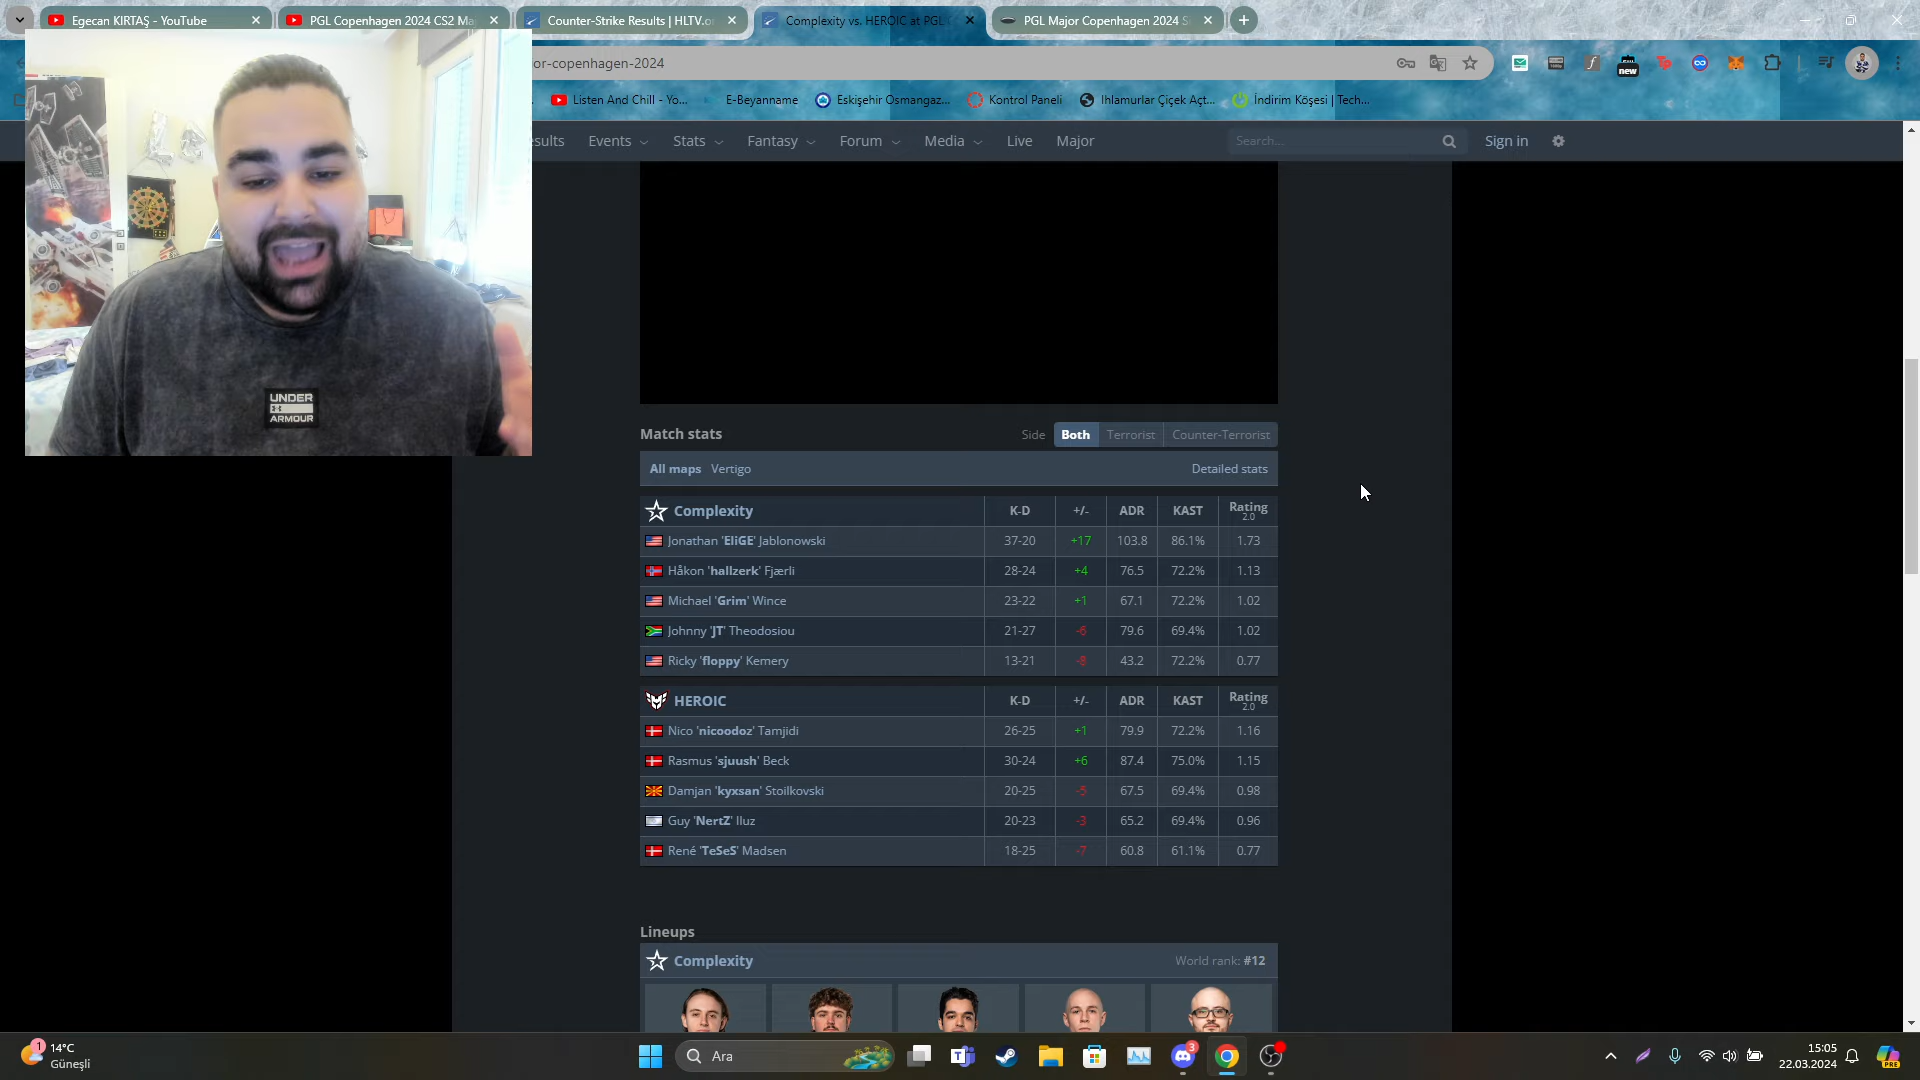 Egecan KIRTAŞ - YouTube
PGL Copenhagen 2024 CS2 Ma
Counter-Strike Results | HLTV.o
Complexity vs. HEROIC at PGL
PGL Major Copenhagen 2024 S
or-copenhagen-2024
new
Listen And Chill - Yo...
E-Beyanname
Eskişehir Osmangaz...
Kontrol Paneli
Ihlamurlar Çiçek Açt...
İndirim Köşesi | Tech...
esults Events Stats Fantasy Forum Media Live Major Search... Sign in
UNDER
ARMOUR
Match stats Side Both Terrorist Counter-Terrorist
All maps Vertigo Detailed stats
Complexity K-D +/- ADR KAST Rating 2.0
Jonathan 'EliGE' Jablonowski 37-20 +17 103.8 86.1% 1.73
Håkon 'hallzerk' Fjærli 28-24 +4 76.5 72.2% 1.13
Michael 'Grim' Wince 23-22 +1 67.1 72.2% 1.02
Johnny 'JT' Theodosiou 21-27 -6 79.6 69.4% 1.02
Ricky 'floppy' Kemery 13-21 -8 43.2 72.2% 0.77
HEROIC K-D +/- ADR KAST Rating 2.0
Nico 'nicoodoz' Tamjidi 26-25 +1 79.9 72.2% 1.16
Rasmus 'sjuush' Beck 30-24 +6 87.4 75.0% 1.15
Damjan 'kyxsan' Stoilkovski 20-25 -5 67.5 69.4% 0.98
Guy 'NertZ' Iluz 20-23 -3 65.2 69.4% 0.96
René 'TeSeS' Madsen 18-25 -7 60.8 61.1% 0.77
Lineups
Complexity World rank: #12
1
14°C
Güneşli
Ara
3
15:05
22.03.2024
PRE